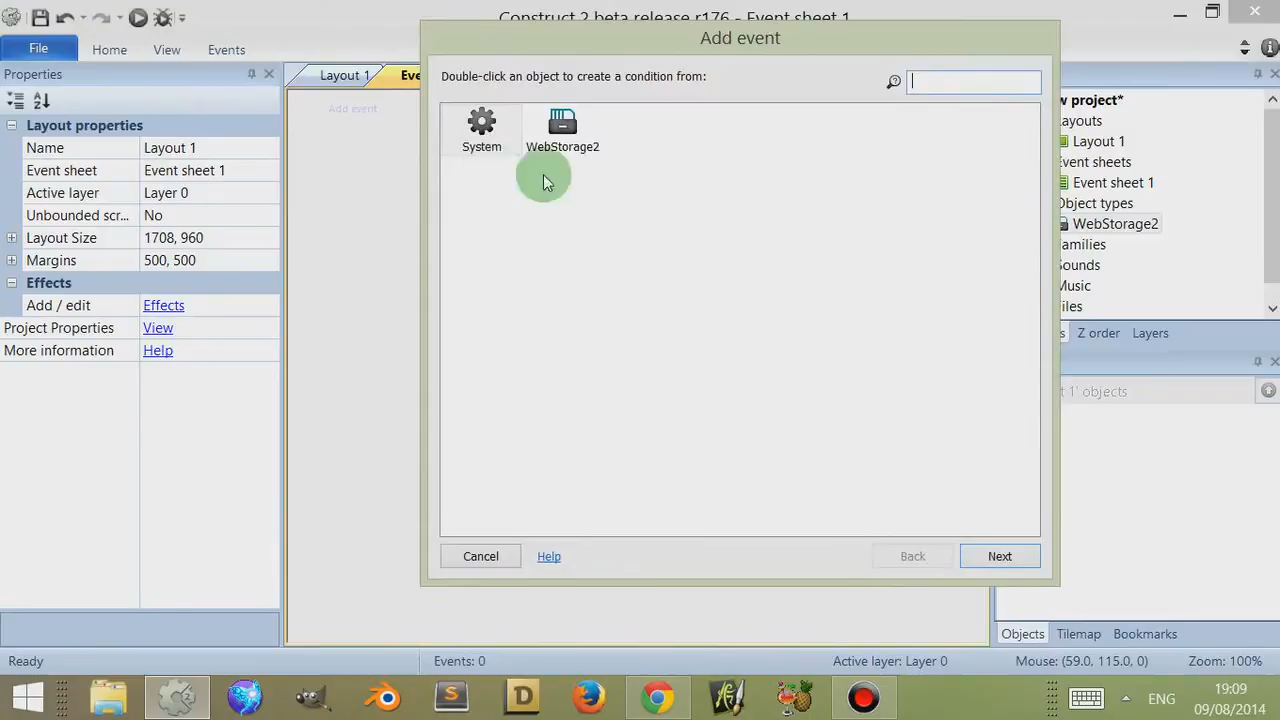 Construct 2 beta release r176 - Event sheet 1
File
Home
View
Events
Properties
Layout properties
Name Layout 1
Event sheet Event sheet 1
Active layer Layer 0
Unbounded scr... No
Layout Size 1708, 960
Margins 500, 500
Effects
Add / edit Effects
Project Properties View
More information Help
Layout 1
Eve
Add event
Add event
Double-click an object to create a condition from:
System
WebStorage2
Cancel
Help
Back
Next
w project*
ayouts
Layout 1
vent sheets
Event sheet 1
Object types
WebStorage2
amilies
ounds
Music
iles
s Z order Layers
t 1' objects
Objects Tilemap Bookmarks
Ready
Events: 0
Active layer: Layer 0
Mouse: (59.0, 115.0, 0)
Zoom: 100%
ENG
19:09
09/08/2014